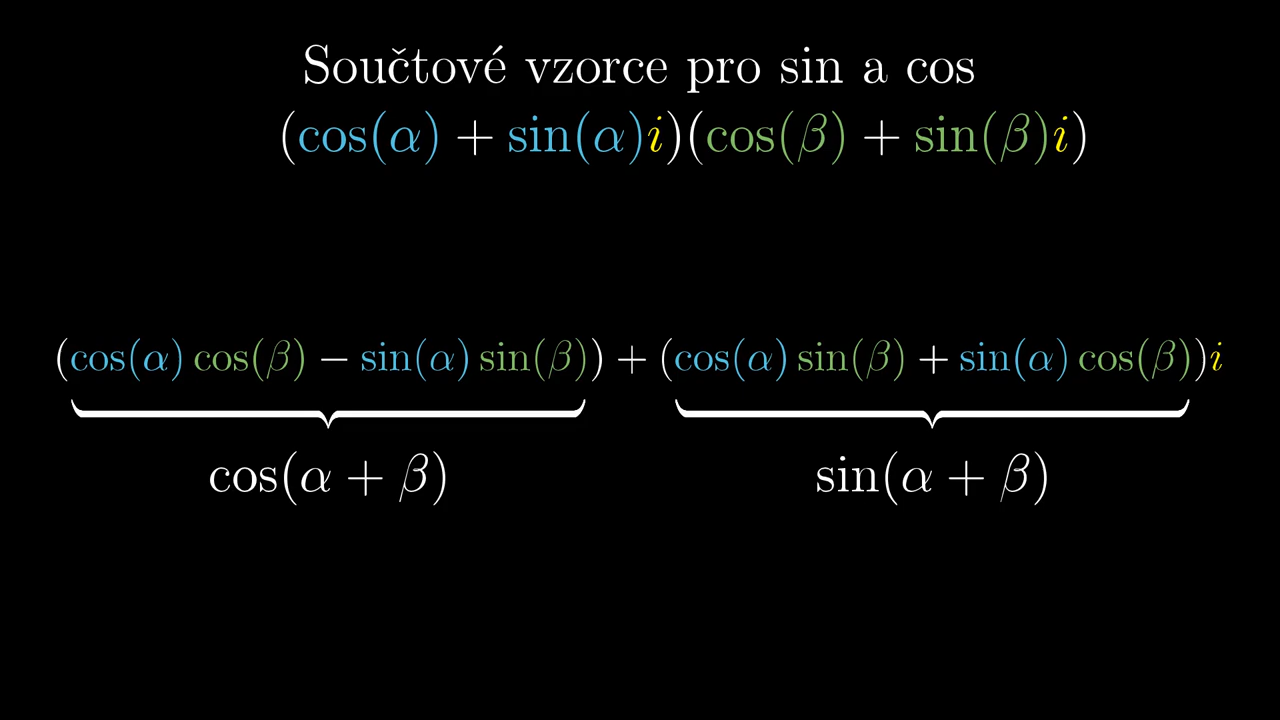 Součtové vzorce pro sin a cos
(cos(α) + sin(α)i)(cos(β) + sin(β)i)
(cos(α) cos(β) − sin(α) sin(β)) + (cos(α) sin(β) + sin(α) cos(β))i
cos(α + β) sin(α + β)